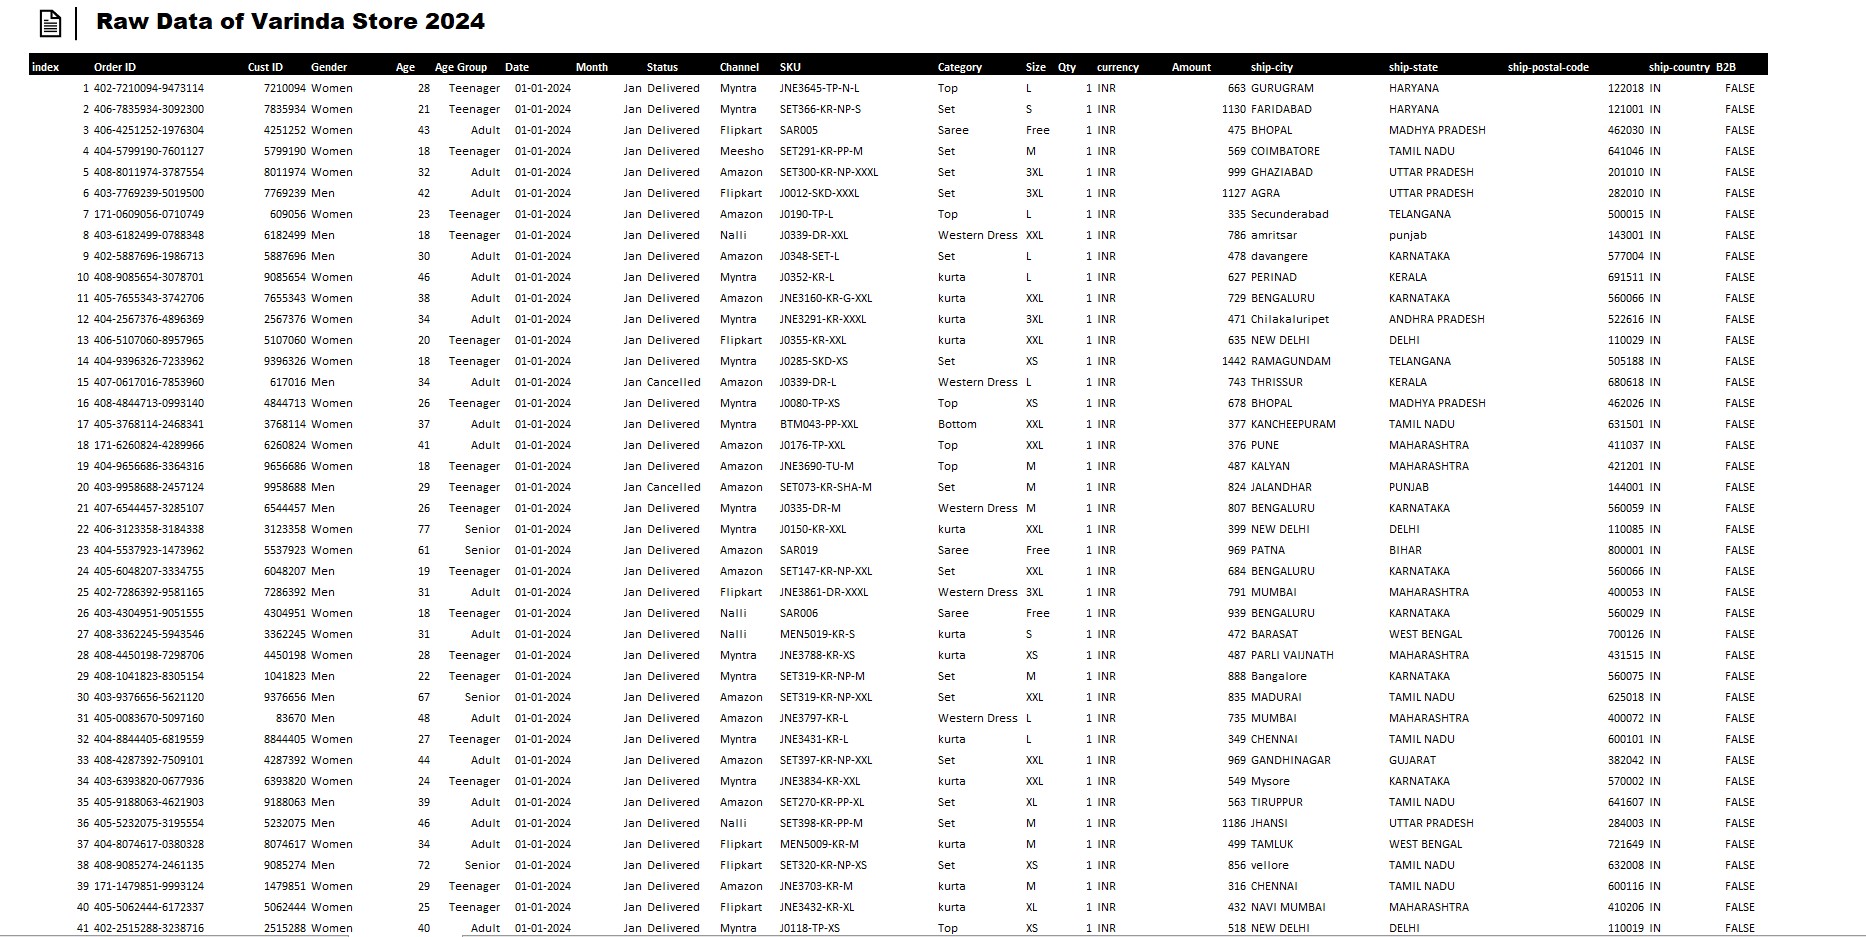 Raw Data of Varinda Store 2024
index Order ID Cust ID Gender Age Age Group Date Month Status Channel SKU Category Size Qty currency Amount ship-city ship-state ship-postal-code ship-country B2B
1 402-7210094-9473114 7210094 Women 28 Teenager 01-01-2024 Jan Delivered Myntra JNE3645-TP-N-L Top L 1 INR 663 GURUGRAM HARYANA 122018 IN FALSE
2 406-7835934-3092300 7835934 Women 21 Teenager 01-01-2024 Jan Delivered Myntra SET366-KR-NP-S Set S 1 INR 1130 FARIDABAD HARYANA 121001 IN FALSE
3 406-4251252-1976304 4251252 Women 43 Adult 01-01-2024 Jan Delivered Flipkart SAR005 Saree Free 1 INR 475 BHOPAL MADHYA PRADESH 462030 IN FALSE
4 404-5799190-7601127 5799190 Women 18 Teenager 01-01-2024 Jan Delivered Meesho SET291-KR-PP-M Set M 1 INR 569 COIMBATORE TAMIL NADU 641046 IN FALSE
5 408-8011974-3787554 8011974 Women 32 Adult 01-01-2024 Jan Delivered Amazon SET300-KR-NP-XXXL Set 3XL 1 INR 999 GHAZIABAD UTTAR PRADESH 201010 IN FALSE
6 403-7769239-5019500 7769239 Men 42 Adult 01-01-2024 Jan Delivered Flipkart J0012-SKD-XXXL Set 3XL 1 INR 1127 AGRA UTTAR PRADESH 282010 IN FALSE
7 171-0609056-0710749 609056 Women 23 Teenager 01-01-2024 Jan Delivered Amazon J0190-TP-L Top L 1 INR 335 Secunderabad TELANGANA 500015 IN FALSE
8 403-6182499-0788348 6182499 Men 18 Teenager 01-01-2024 Jan Delivered Nalli J0339-DR-XXL Western Dress XXL 1 INR 786 amritsar punjab 143001 IN FALSE
9 402-5887696-1986713 5887696 Men 30 Adult 01-01-2024 Jan Delivered Amazon J0348-SET-L Set L 1 INR 478 davangere KARNATAKA 577004 IN FALSE
10 408-9085654-3078701 9085654 Women 46 Adult 01-01-2024 Jan Delivered Myntra J0352-KR-L kurta L 1 INR 627 PERINAD KERALA 691511 IN FALSE
11 405-7655343-3742706 7655343 Women 38 Adult 01-01-2024 Jan Delivered Amazon JNE3160-KR-G-XXL kurta XXL 1 INR 729 BENGALURU KARNATAKA 560066 IN FALSE
12 404-2567376-4896369 2567376 Women 34 Adult 01-01-2024 Jan Delivered Myntra JNE3291-KR-XXXL kurta 3XL 1 INR 471 Chilakaluripet ANDHRA PRADESH 522616 IN FALSE
13 406-5107060-8957965 5107060 Women 20 Teenager 01-01-2024 Jan Delivered Flipkart J0355-KR-XXL kurta XXL 1 INR 635 NEW DELHI DELHI 110029 IN FALSE
14 404-9396326-7233962 9396326 Women 18 Teenager 01-01-2024 Jan Delivered Myntra J0285-SKD-XS Set XS 1 INR 1442 RAMAGUNDAM TELANGANA 505188 IN FALSE
15 407-0617016-7853960 617016 Men 34 Adult 01-01-2024 Jan Cancelled Amazon J0339-DR-L Western Dress L 1 INR 743 THRISSUR KERALA 680618 IN FALSE
16 408-4844713-0993140 4844713 Women 26 Teenager 01-01-2024 Jan Delivered Myntra J0080-TP-XS Top XS 1 INR 678 BHOPAL MADHYA PRADESH 462026 IN FALSE
17 405-3768114-2468341 3768114 Women 37 Adult 01-01-2024 Jan Delivered Myntra BTM043-PP-XXL Bottom XXL 1 INR 377 KANCHEEPURAM TAMIL NADU 631501 IN FALSE
18 171-6260824-4289966 6260824 Women 41 Adult 01-01-2024 Jan Delivered Amazon J0176-TP-XXL Top XXL 1 INR 376 PUNE MAHARASHTRA 411037 IN FALSE
19 404-9656686-3364316 9656686 Women 18 Teenager 01-01-2024 Jan Delivered Amazon JNE3690-TU-M Top M 1 INR 487 KALYAN MAHARASHTRA 421201 IN FALSE
20 403-9958688-2457124 9958688 Men 29 Teenager 01-01-2024 Jan Cancelled Amazon SET073-KR-SHA-M Set M 1 INR 824 JALANDHAR PUNJAB 144001 IN FALSE
21 407-6544457-3285107 6544457 Men 26 Teenager 01-01-2024 Jan Delivered Myntra J0335-DR-M Western Dress M 1 INR 807 BENGALURU KARNATAKA 560059 IN FALSE
22 406-3123358-3184338 3123358 Women 77 Senior 01-01-2024 Jan Delivered Myntra J0150-KR-XXL kurta XXL 1 INR 399 NEW DELHI DELHI 110085 IN FALSE
23 404-5537923-1473962 5537923 Women 61 Senior 01-01-2024 Jan Delivered Amazon SAR019 Saree Free 1 INR 969 PATNA BIHAR 800001 IN FALSE
24 405-6048207-3334755 6048207 Men 19 Teenager 01-01-2024 Jan Delivered Amazon SET147-KR-NP-XXL Set XXL 1 INR 684 BENGALURU KARNATAKA 560066 IN FALSE
25 402-7286392-9581165 7286392 Men 31 Adult 01-01-2024 Jan Delivered Flipkart JNE3861-DR-XXXL Western Dress 3XL 1 INR 791 MUMBAI MAHARASHTRA 400053 IN FALSE
26 403-4304951-9051555 4304951 Women 18 Teenager 01-01-2024 Jan Delivered Nalli SAR006 Saree Free 1 INR 939 BENGALURU KARNATAKA 560029 IN FALSE
27 408-3362245-5943546 3362245 Women 31 Adult 01-01-2024 Jan Delivered Nalli MEN5019-KR-S kurta S 1 INR 472 BARASAT WEST BENGAL 700126 IN FALSE
28 408-4450198-7298706 4450198 Women 28 Teenager 01-01-2024 Jan Delivered Myntra JNE3788-KR-XS kurta XS 1 INR 487 PARLI VAIJNATH MAHARASHTRA 431515 IN FALSE
29 408-1041823-8305154 1041823 Men 22 Teenager 01-01-2024 Jan Delivered Myntra SET319-KR-NP-M Set M 1 INR 888 Bangalore KARNATAKA 560075 IN FALSE
30 403-9376656-5621120 9376656 Men 67 Senior 01-01-2024 Jan Delivered Amazon SET319-KR-NP-XXL Set XXL 1 INR 835 MADURAI TAMIL NADU 625018 IN FALSE
31 405-0083670-5097160 83670 Men 48 Adult 01-01-2024 Jan Delivered Amazon JNE3797-KR-L Western Dress L 1 INR 735 MUMBAI MAHARASHTRA 400072 IN FALSE
32 404-8844405-6819559 8844405 Women 27 Teenager 01-01-2024 Jan Delivered Myntra JNE3431-KR-L kurta L 1 INR 349 CHENNAI TAMIL NADU 600101 IN FALSE
33 408-4287392-7509101 4287392 Women 44 Adult 01-01-2024 Jan Delivered Amazon SET397-KR-NP-XXL Set XXL 1 INR 969 GANDHINAGAR GUJARAT 382042 IN FALSE
34 403-6393820-0677936 6393820 Women 24 Teenager 01-01-2024 Jan Delivered Myntra JNE3834-KR-XXL kurta XXL 1 INR 549 Mysore KARNATAKA 570002 IN FALSE
35 405-9188063-4621903 9188063 Men 39 Adult 01-01-2024 Jan Delivered Amazon SET270-KR-PP-XL Set XL 1 INR 563 TIRUPPUR TAMIL NADU 641607 IN FALSE
36 405-5232075-3195554 5232075 Men 46 Adult 01-01-2024 Jan Delivered Nalli SET398-KR-PP-M Set M 1 INR 1186 JHANSI UTTAR PRADESH 284003 IN FALSE
37 404-8074617-0380328 8074617 Women 34 Adult 01-01-2024 Jan Delivered Flipkart MEN5009-KR-M kurta M 1 INR 499 TAMLUK WEST BENGAL 721649 IN FALSE
38 408-9085274-2461135 9085274 Men 72 Senior 01-01-2024 Jan Delivered Flipkart SET320-KR-NP-XS Set XS 1 INR 856 vellore TAMIL NADU 632008 IN FALSE
39 171-1479851-9993124 1479851 Women 29 Teenager 01-01-2024 Jan Delivered Amazon JNE3703-KR-M kurta M 1 INR 316 CHENNAI TAMIL NADU 600116 IN FALSE
40 405-5062444-6172337 5062444 Women 25 Teenager 01-01-2024 Jan Delivered Flipkart JNE3432-KR-XL kurta XL 1 INR 432 NAVI MUMBAI MAHARASHTRA 410206 IN FALSE
41 402-2515288-3238716 2515288 Women 40 Adult 01-01-2024 Jan Delivered Myntra J0118-TP-XS Top XS 1 INR 518 NEW DELHI DELHI 110019 IN FALSE